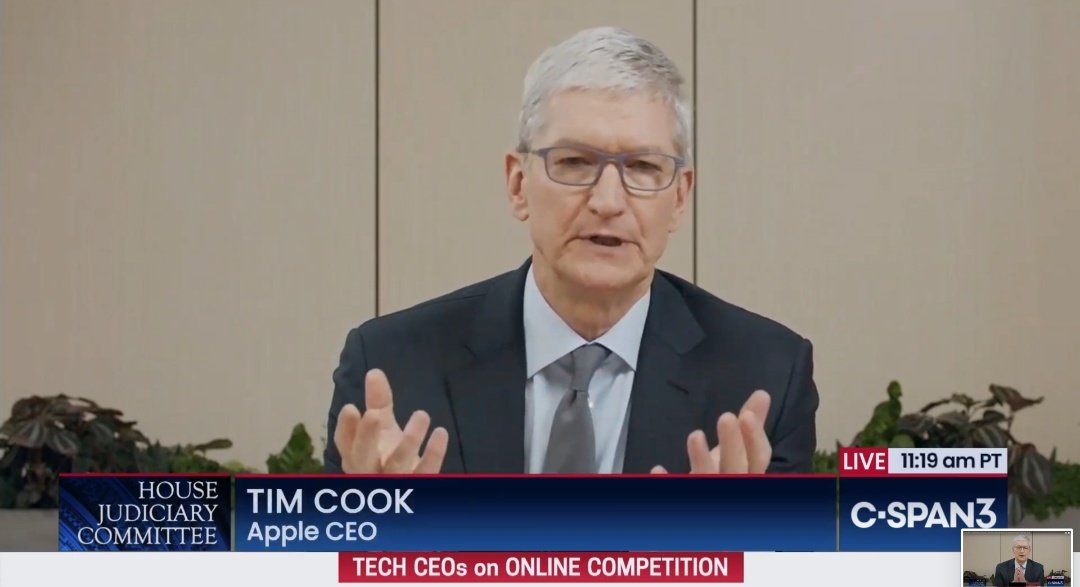 LIVE 11:19 am PT
HOUSE
JUDICIARY
COMMITTEE
TIM COOK
Apple CEO
C-SPAN3
TECH CEOs on ONLINE COMPETITION